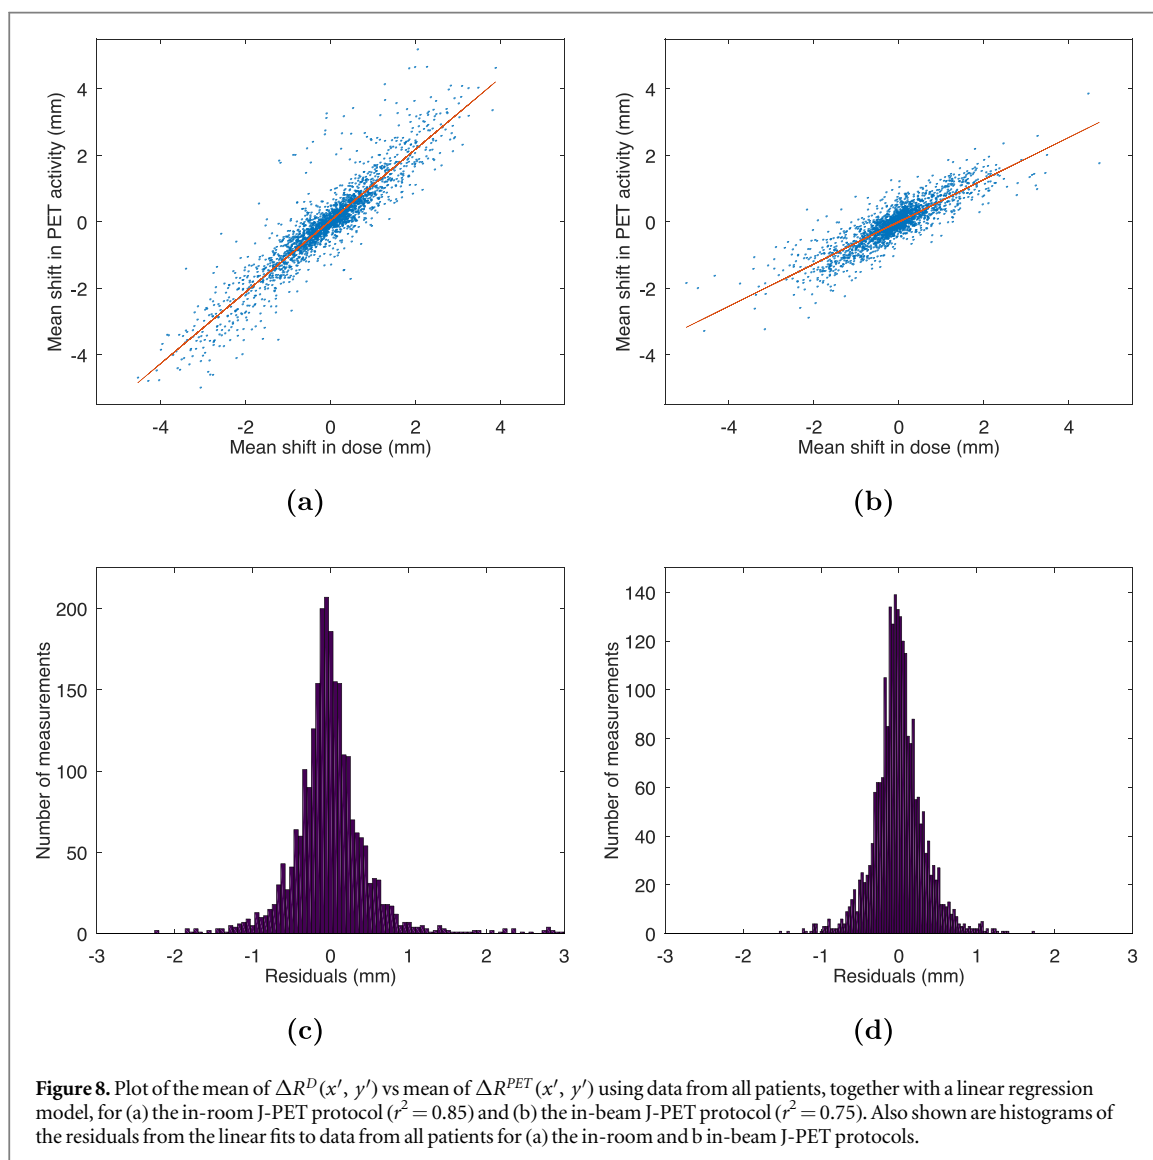 4
2
0
-2
-4
Mean shift in PET activity (mm)
-4 -2 0 2 4
Mean shift in dose (mm)
(a)
4
2
0
-2
-4
Mean shift in PET activity (mm)
-4 -2 0 2 4
Mean shift in dose (mm)
(b)
200
150
100
50
0
Number of measurements
-3 -2 -1 0 1 2 3
Residuals (mm)
(c)
140
120
100
80
60
40
20
0
Number of measurements
-3 -2 -1 0 1 2 3
Residuals (mm)
(d)
Figure 8. Plot of the mean of ΔR^D(x′, y′) vs mean of ΔR^PET(x′, y′) using data from all patients, together with a linear regression
model, for (a) the in-room J-PET protocol (r² = 0.85) and (b) the in-beam J-PET protocol (r² = 0.75). Also shown are histograms of
the residuals from the linear fits to data from all patients for (a) the in-room and b in-beam J-PET protocols.